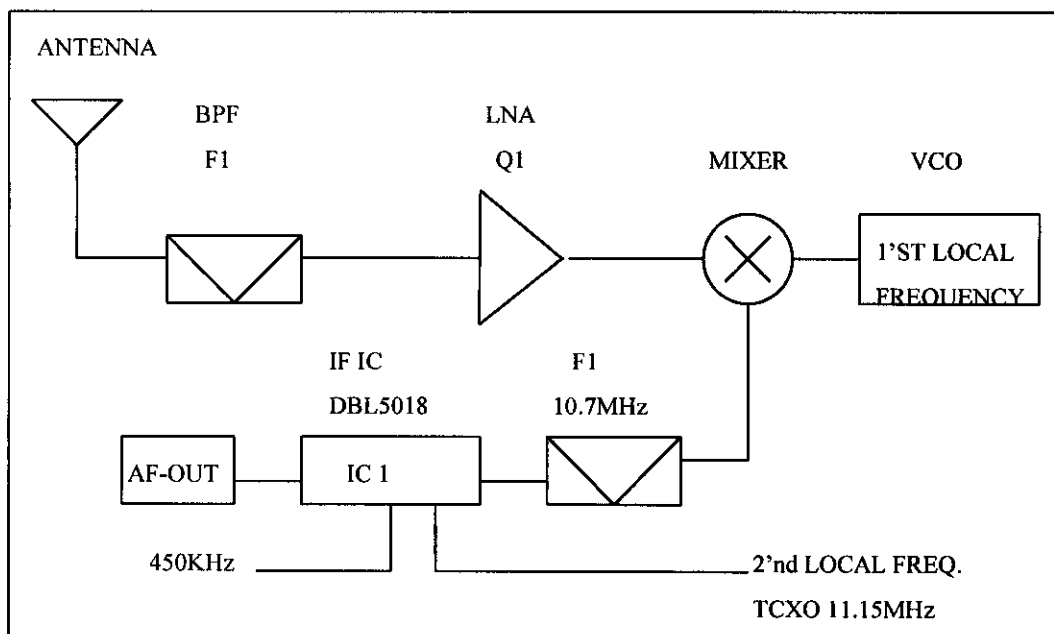 ANTENNA
BPF
F1
LNA
Q1
MIXER
VCO
1'ST LOCAL
FREQUENCY
IF IC
DBL5018
F1
10.7MHz
AF-OUT
IC 1
450KHz
2'nd LOCAL FREQ.
TCXO 11.15MHz